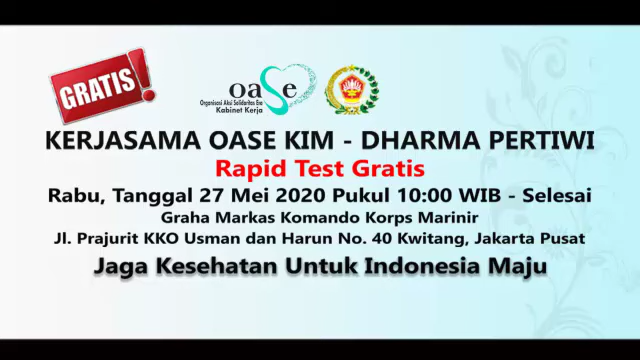 GRATIS!
oase
Organisasi Aksi Solidaritas Era
Kabinet Kerja
KERJASAMA OASE KIM - DHARMA PERTIWI
Rapid Test Gratis
Rabu, Tanggal 27 Mei 2020 Pukul 10:00 WIB - Selesai
Graha Markas Komando Korps Marinir
Jl. Prajurit KKO Usman dan Harun No. 40 Kwitang, Jakarta Pusat
Jaga Kesehatan Untuk Indonesia Maju